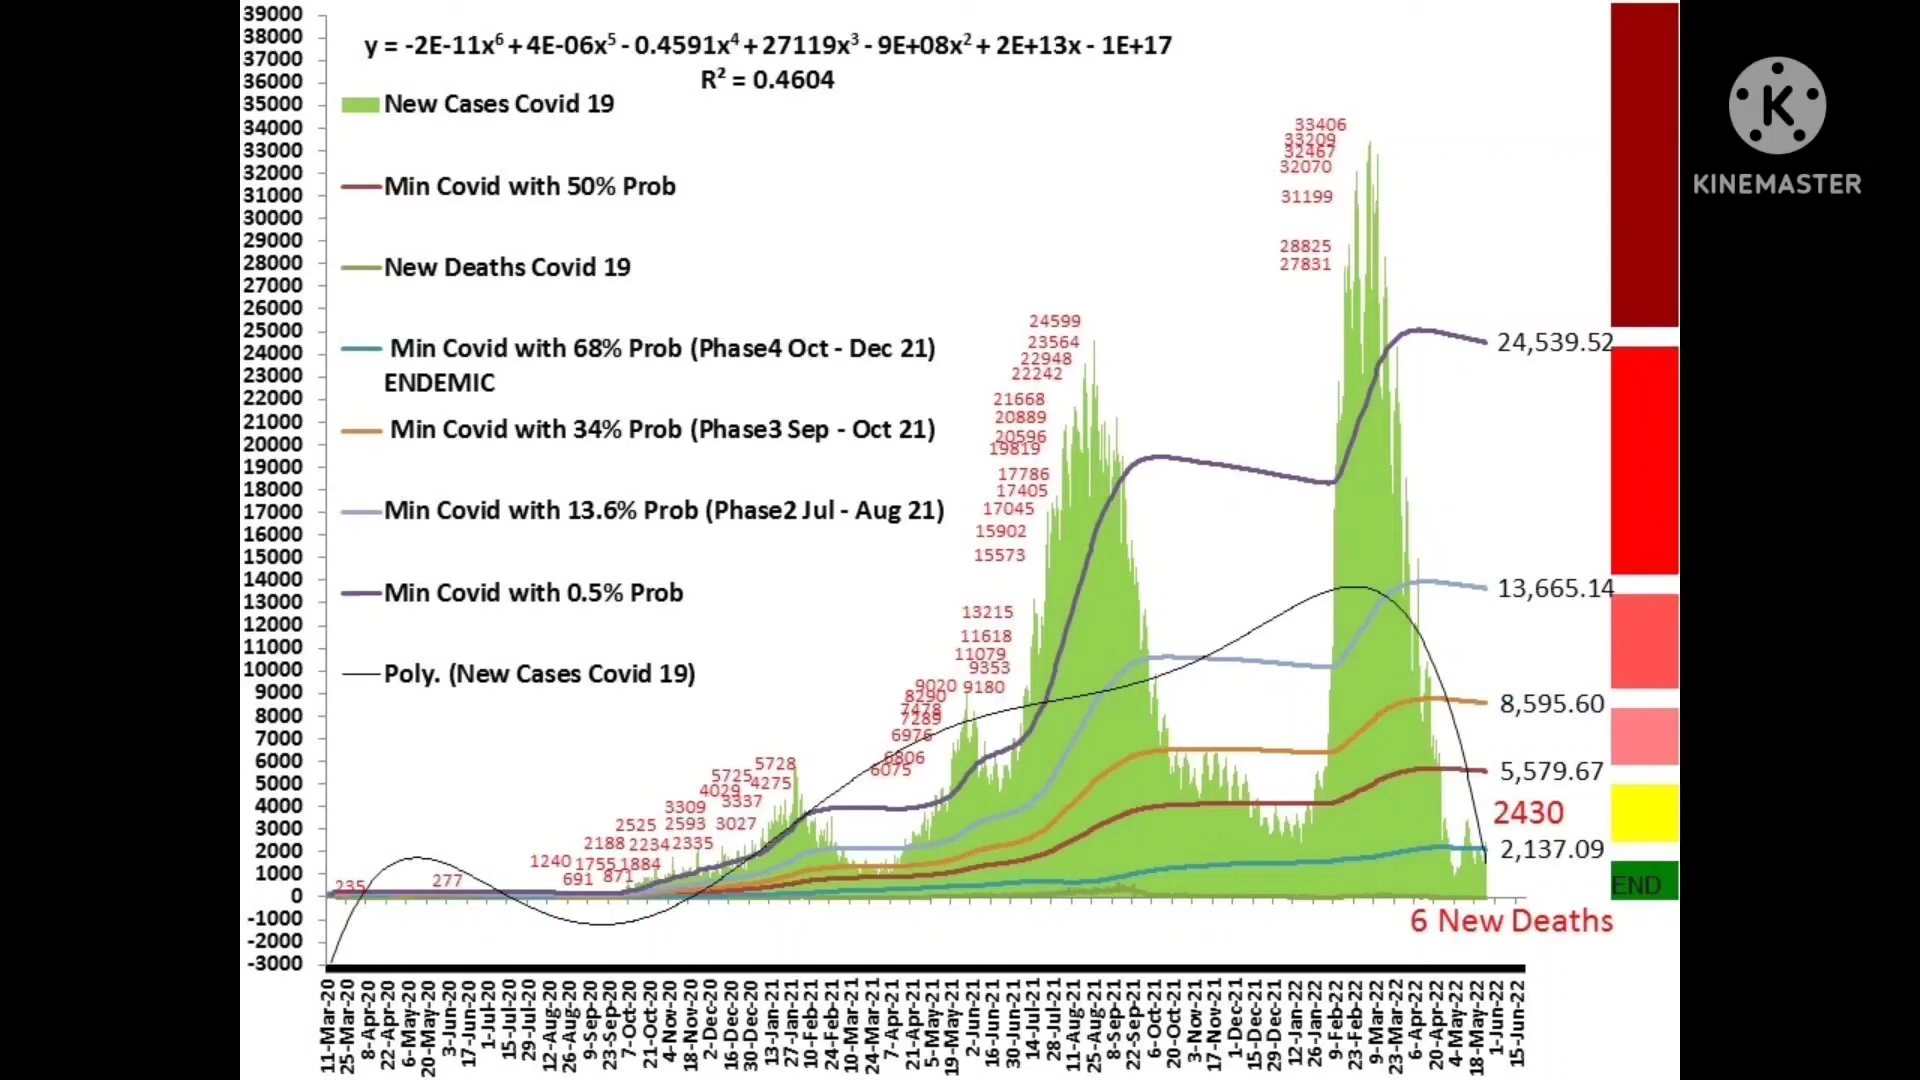 39000
38000
37000
36000
35000
34000
33000
32000
31000
30000
29000
28000
27000
26000
25000
24000
23000
22000
21000
20000
19000
18000
17000
16000
15000
14000
13000
12000
11000
10000
9000
8000
7000
6000
5000
4000
3000
2000
1000
0
-1000
-2000
-3000
y = -2E-11x⁶ + 4E-06x⁵ - 0.4591x⁴ + 27119x³ - 9E+08x² + 2E+13x - 1E+17
R² = 0.4604
New Cases Covid 19
Min Covid with 50% Prob
New Deaths Covid 19
Min Covid with 68% Prob (Phase4 Oct - Dec 21)
ENDEMIC
Min Covid with 34% Prob (Phase3 Sep - Oct 21)
Min Covid with 13.6% Prob (Phase2 Jul - Aug 21)
Min Covid with 0.5% Prob
Poly. (New Cases Covid 19)
235
277
1240
691
2188
1755
871
2525
2234
1884
3309
2593
2335
5725
4029
3337
3027
5728
4275
9020
8290
7478
7289
6976
6806
6075
13215
11618
11079
9353
9180
24599
23564
22948
22242
21668
20889
20596
19819
17786
17405
17045
15902
15573
33406
33209
32467
32070
31199
28825
27831
24,539.52
13,665.14
8,595.60
5,579.67
2430
2,137.09
END
6 New Deaths
11-Mar-20
25-Mar-20
8-Apr-20
22-Apr-20
6-May-20
20-May-20
3-Jun-20
17-Jun-20
1-Jul-20
15-Jul-20
29-Jul-20
12-Aug-20
26-Aug-20
9-Sep-20
23-Sep-20
7-Oct-20
21-Oct-20
4-Nov-20
18-Nov-20
2-Dec-20
16-Dec-20
30-Dec-20
13-Jan-21
27-Jan-21
10-Feb-21
24-Feb-21
10-Mar-21
24-Mar-21
7-Apr-21
21-Apr-21
5-May-21
19-May-21
2-Jun-21
16-Jun-21
30-Jun-21
14-Jul-21
28-Jul-21
11-Aug-21
25-Aug-21
8-Sep-21
22-Sep-21
6-Oct-21
20-Oct-21
3-Nov-21
17-Nov-21
1-Dec-21
15-Dec-21
29-Dec-21
12-Jan-22
26-Jan-22
9-Feb-22
23-Feb-22
9-Mar-22
23-Mar-22
6-Apr-22
20-Apr-22
4-May-22
18-May-22
1-Jun-22
15-Jun-22
K
KINEMASTER